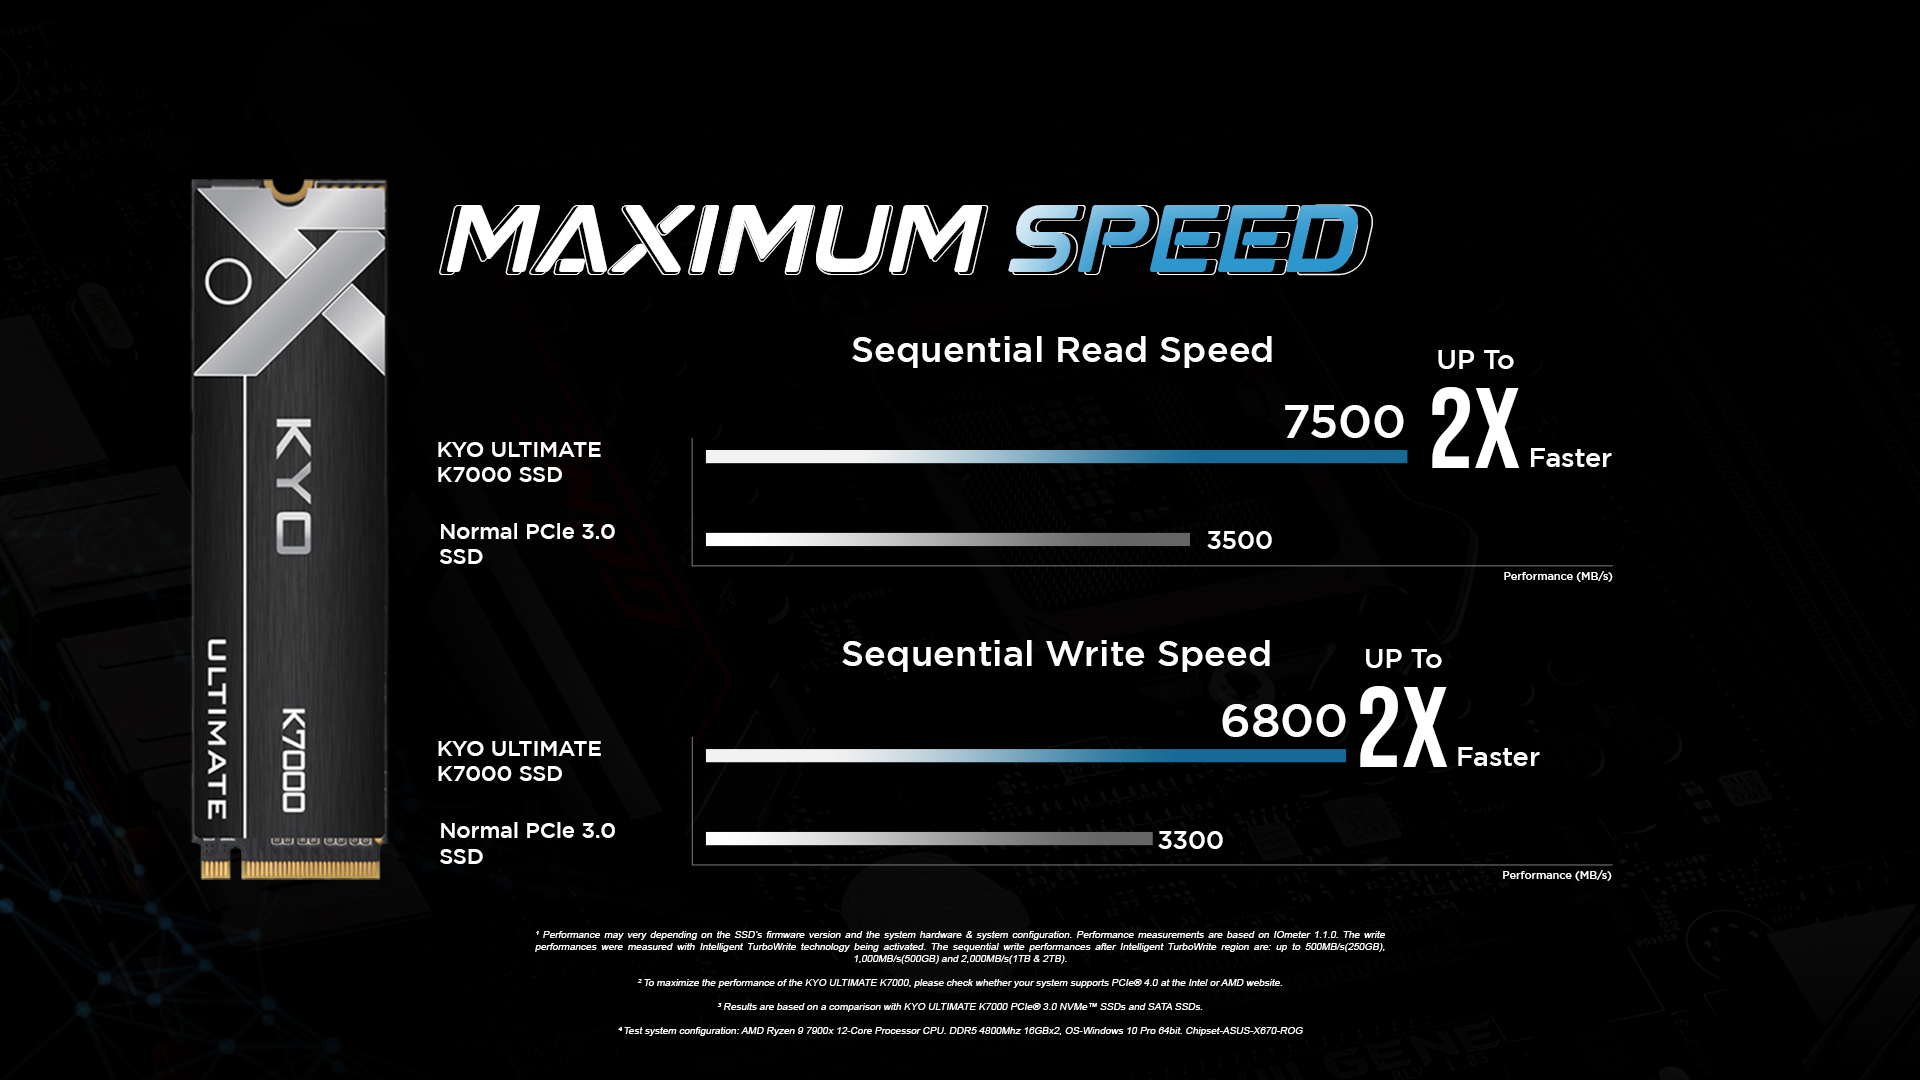 MAXIMUM SPEED
KYO
ULTIMATE
K7000
Sequential Read Speed
UP To
2X Faster
7500
KYO ULTIMATE
K7000 SSD
Normal PCle 3.0
SSD
3500
Performance (MB/s)
Sequential Write Speed
UP To
2X Faster
6800
KYO ULTIMATE
K7000 SSD
Normal PCle 3.0
SSD
3300
Performance (MB/s)
¹ Performance may very depending on the SSD's firmware version and the system hardware & system configuration. Performance measurements are based on IOmeter 1.1.0. The write
performances were measured with Intelligent TurboWrite technology being activated. The sequential write performances after Intelligent TurboWrite region are: up to 500MB/s(250GB),
1,000MB/s(500GB) and 2,000MB/s(1TB & 2TB).
² To maximize the performance of the KYO ULTIMATE K7000, please check whether your system supports PCIe® 4.0 at the Intel or AMD website.
³ Results are based on a comparison with KYO ULTIMATE K7000 PCIe® 3.0 NVMe™ SSDs and SATA SSDs.
⁴ Test system configuration: AMD Ryzen 9 7900x 12-Core Processor CPU. DDR5 4800Mhz 16GBx2, OS-Windows 10 Pro 64bit. Chipset-ASUS-X670-ROG
GENE